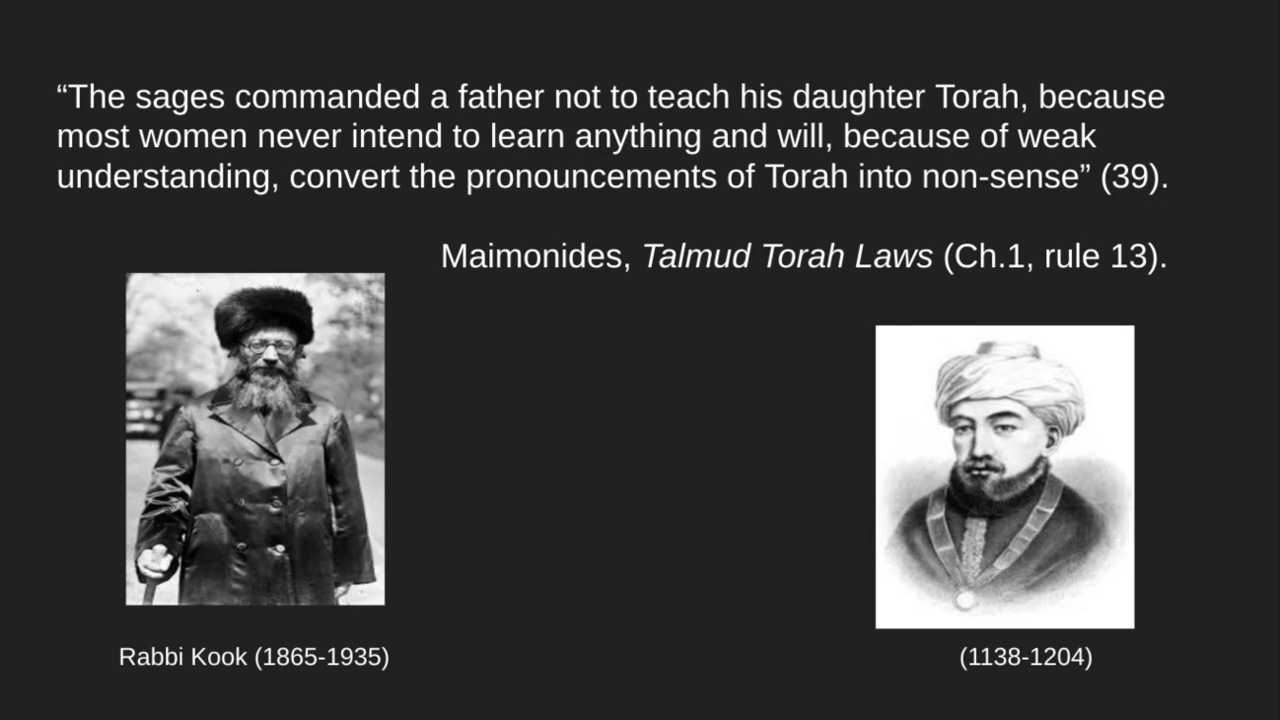 “The sages commanded a father not to teach his daughter Torah, because
most women never intend to learn anything and will, because of weak
understanding, convert the pronouncements of Torah into non-sense” (39).
Maimonides, Talmud Torah Laws (Ch.1, rule 13).
Rabbi Kook (1865-1935)
(1138-1204)